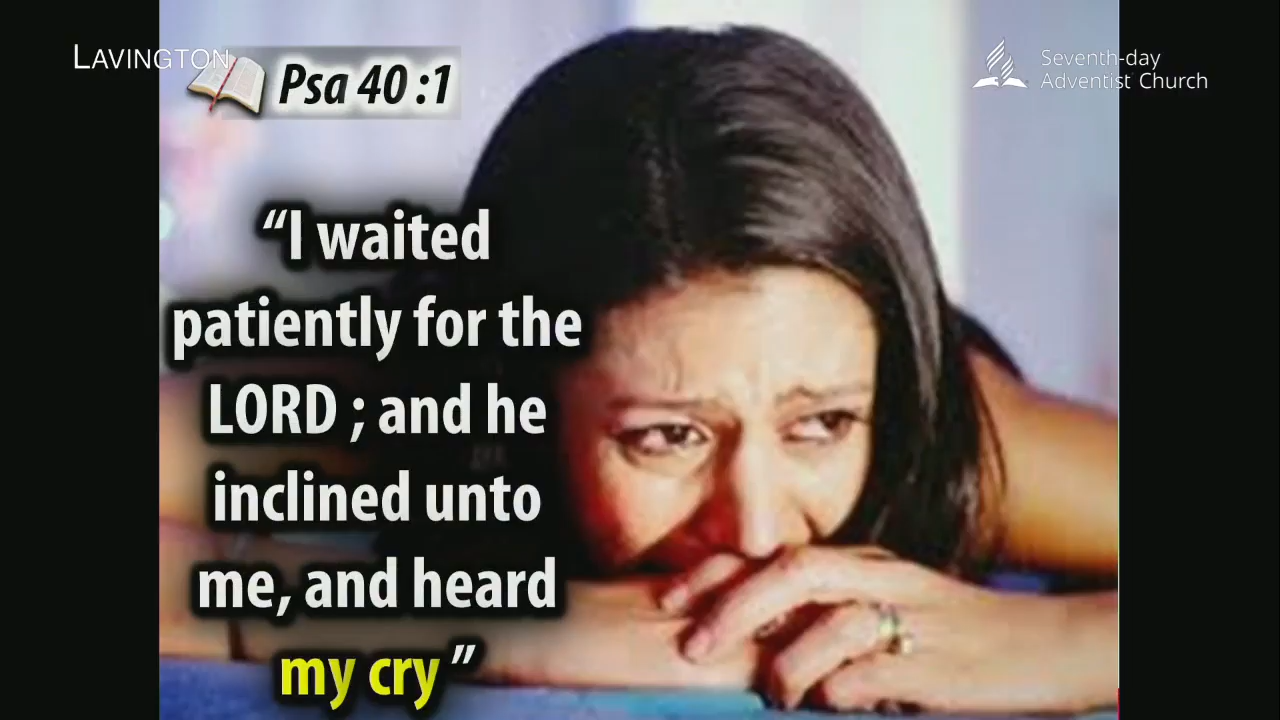 LAVINGTON
Seventh-day
Adventist Church
Psa 40 :1
“I waited
patiently for the
LORD ; and he
inclined unto
me, and heard
my cry ”